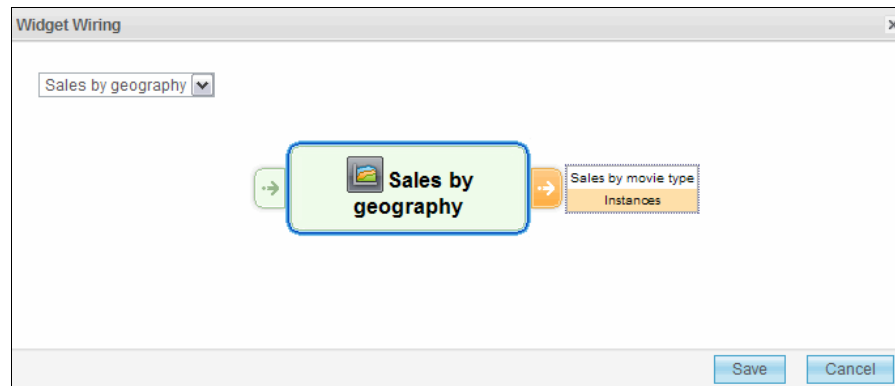 Widget Wiring
Sales by geography
Sales by
geography
Sales by movie type
Instances
Save
Cancel